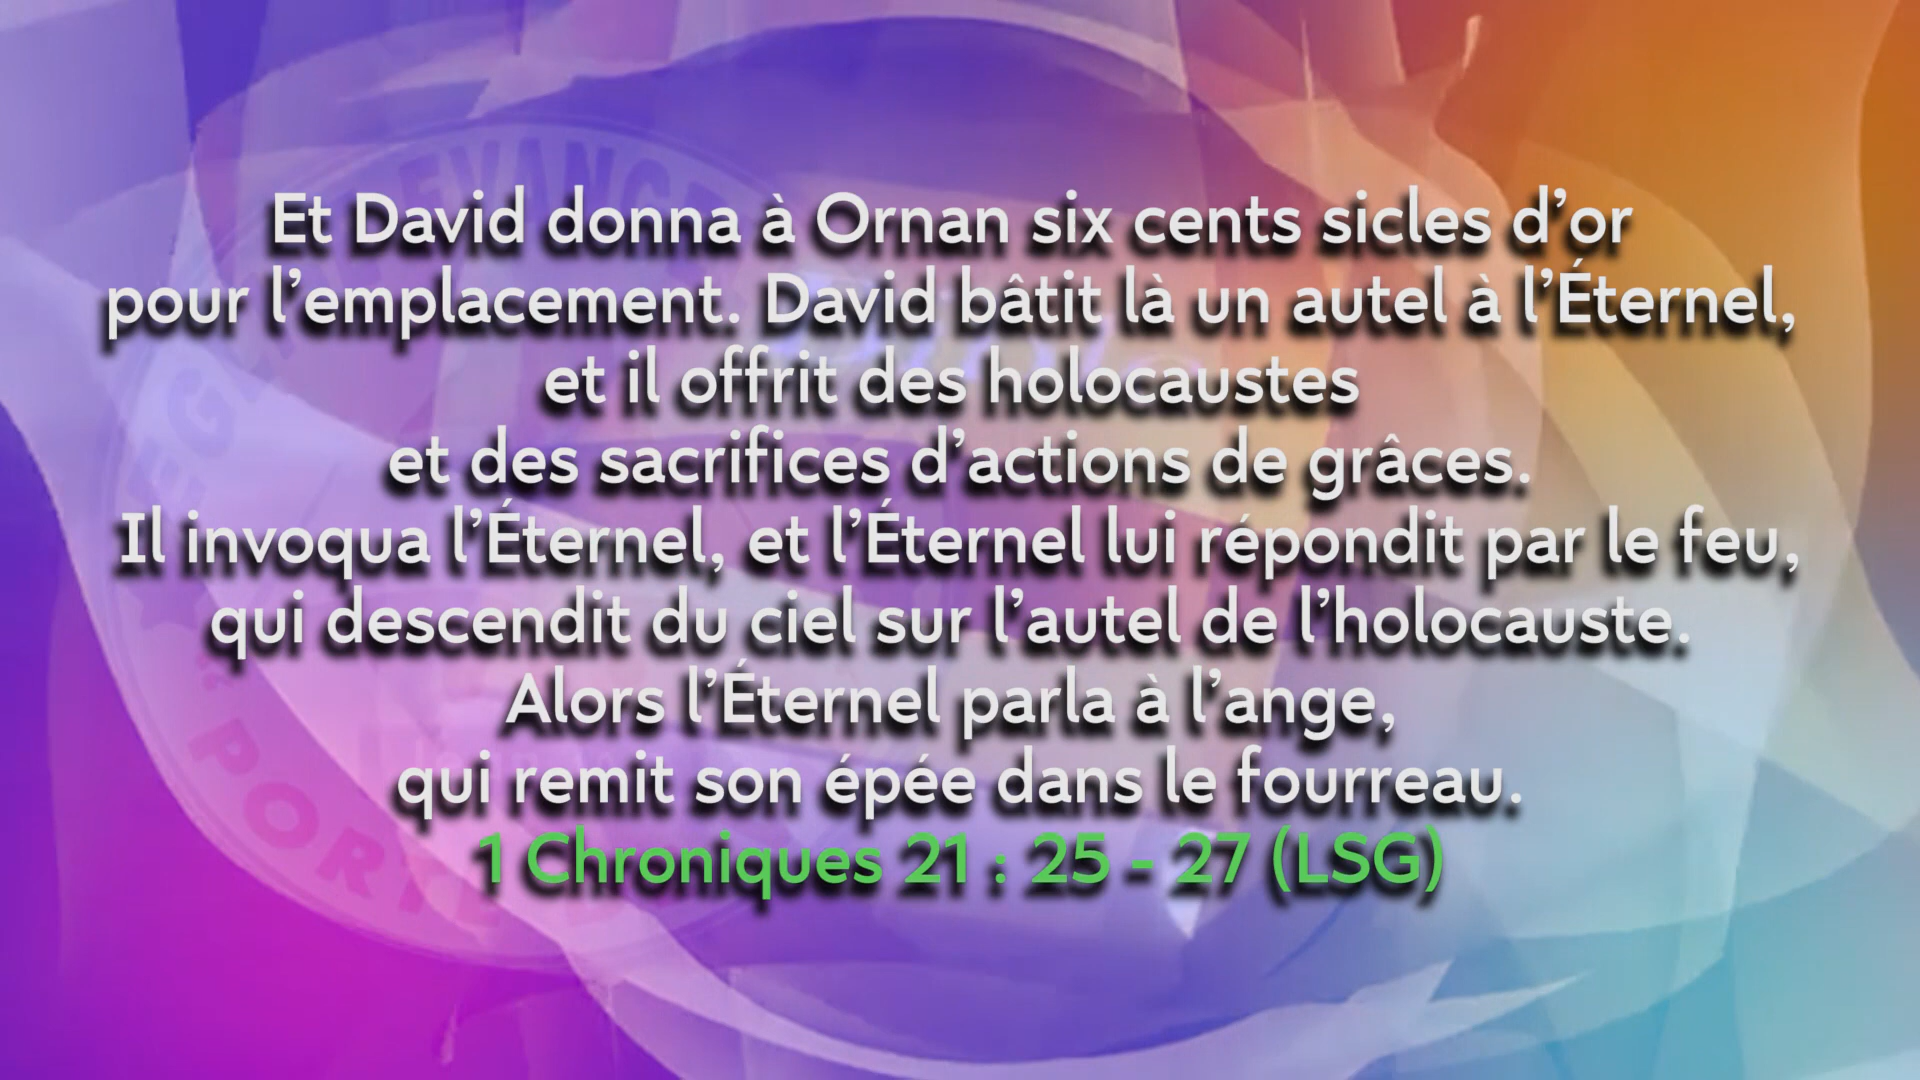 Et David donna à Ornan six cents sicles d’or
pour l’emplacement. David bâtit là un autel à l’Éternel,
et il offrit des holocaustes
et des sacrifices d’actions de grâces.
Il invoqua l’Éternel, et l’Éternel lui répondit par le feu,
qui descendit du ciel sur l’autel de l’holocauste.
Alors l’Éternel parla à l’ange,
qui remit son épée dans le fourreau.
1 Chroniques 21 : 25 - 27 (LSG)
PORTE